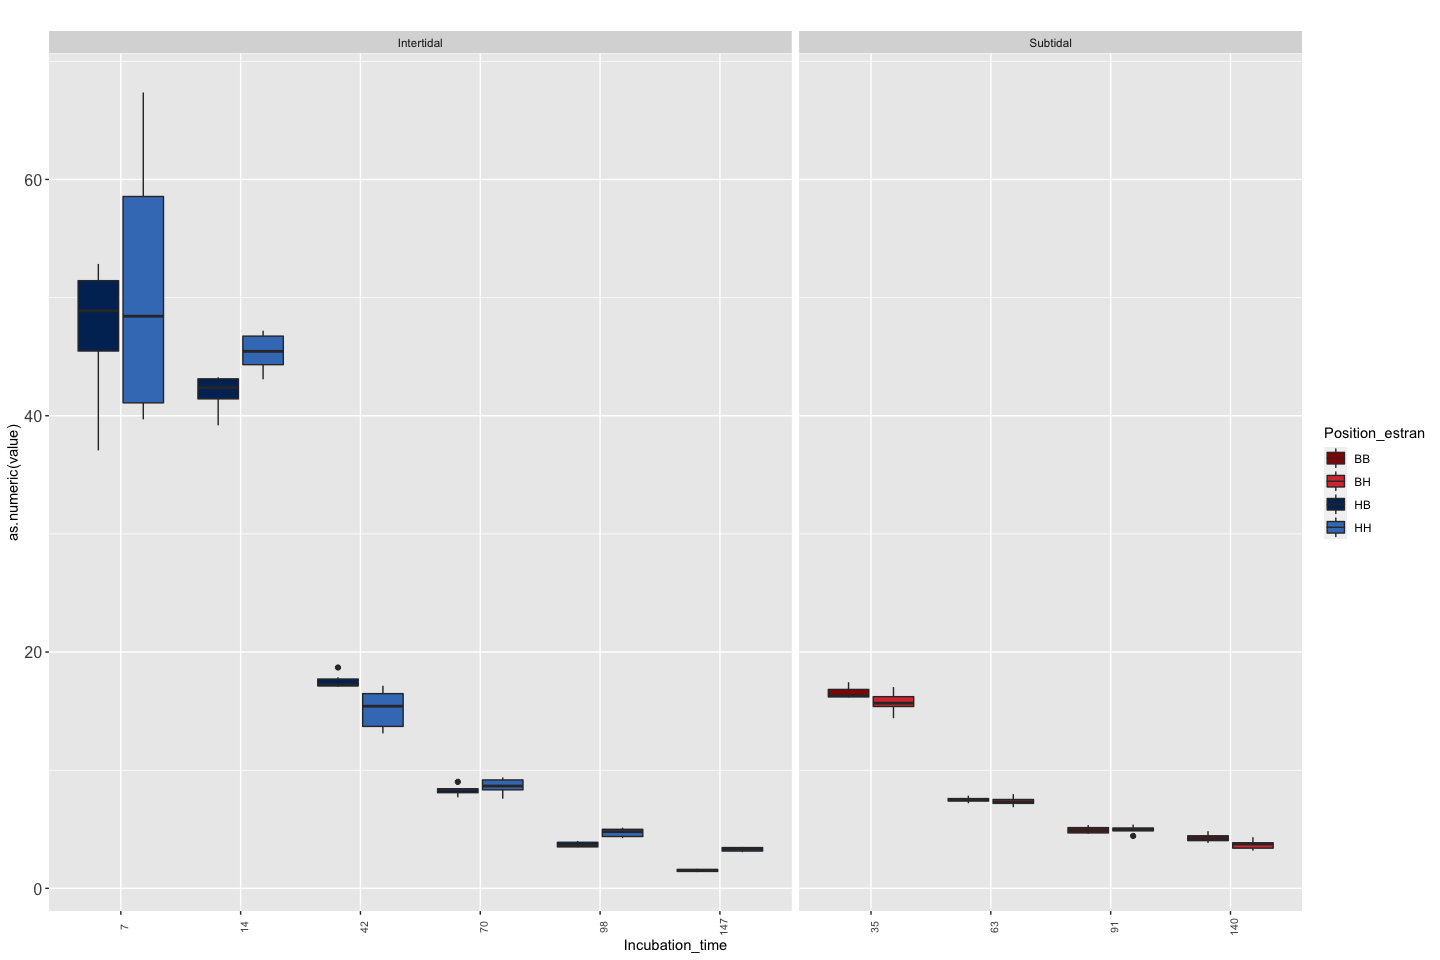 Intertidal
Subtidal
as.numeric(value)
60
40
20
0
7
14
42
70
98
147
35
63
91
140
Incubation_time
Position_estran
BB
BH
HB
HH